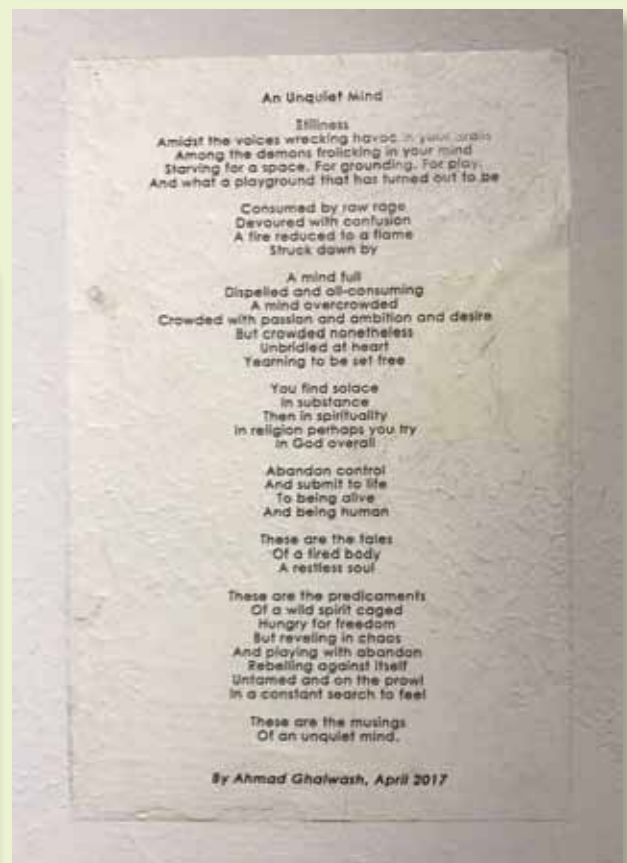 An Unquiet Mind
Stillness
Amidst the voices wrecking havoc in your
Among the demons frolicking in your mind
Starving for a space. For grounding. For play.
And what a playground that has turned out to be
Consumed by raw rage
Devoured with confusion
A fire reduced to a flame
Struck down by
A mind full
Dispelled and all-consuming
A mind overcrowded
Crowded with passion and ambition and desire
But crowded nonetheless
Unbridled at heart
Yearning to be set free
You find solace
In substance
Then in spirituality
In religion perhaps you try
In God overall
Abandon control
And submit to life
To being alive
And being human
These are the tales
Of a tired body
A restless soul
These are the predicaments
Of a wild spirit caged
Hungry for freedom
But reveling in chaos
And playing with abandon
Rebelling against itself
Untamed and on the prowl
In a constant search to feel
These are the musings
Of an unquiet mind.
By Ahmad Ghalwash, April 2017